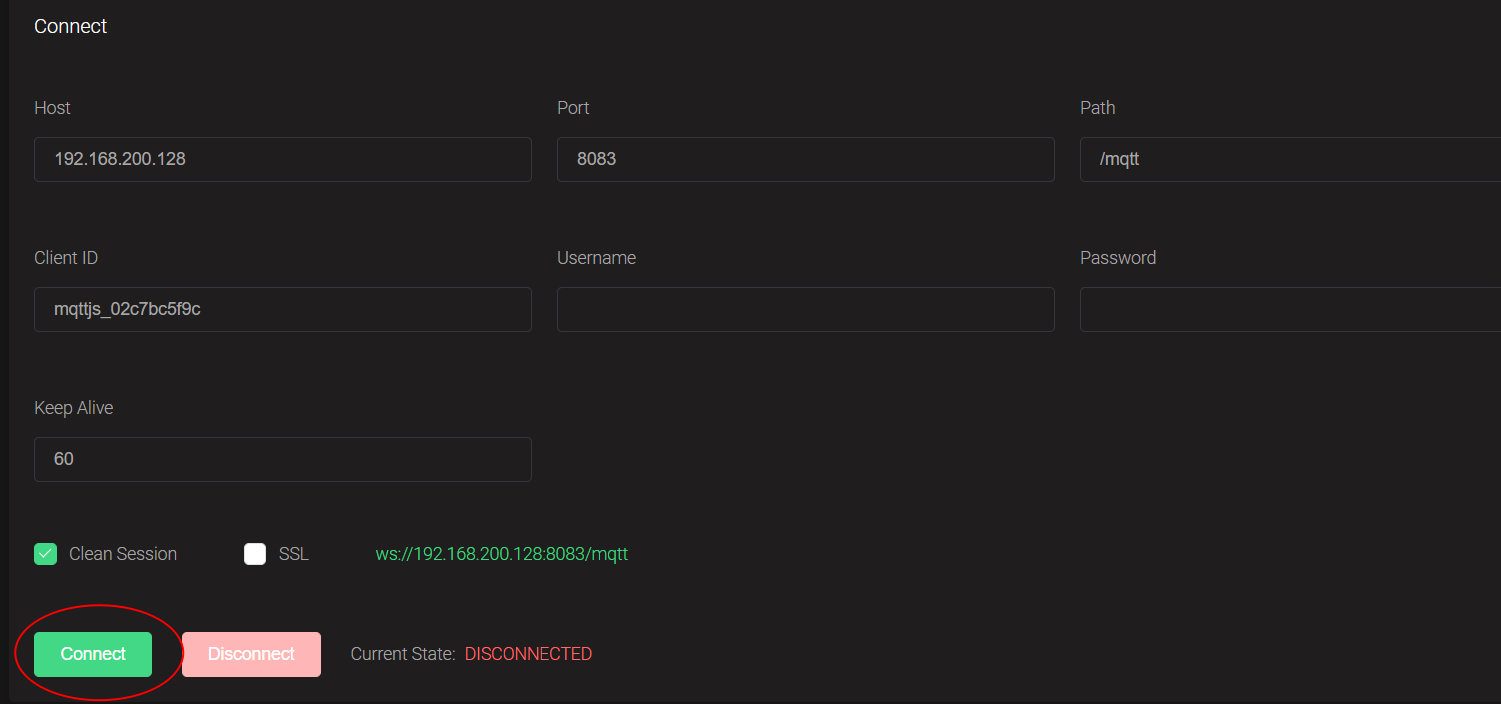 Connect
Host Port Path
192.168.200.128 8083 /mqtt
Client ID Username Password
mqttjs_02c7bc5f9c
Keep Alive
60
Clean Session SSL ws://192.168.200.128:8083/mqtt
Connect Disconnect Current State: DISCONNECTED